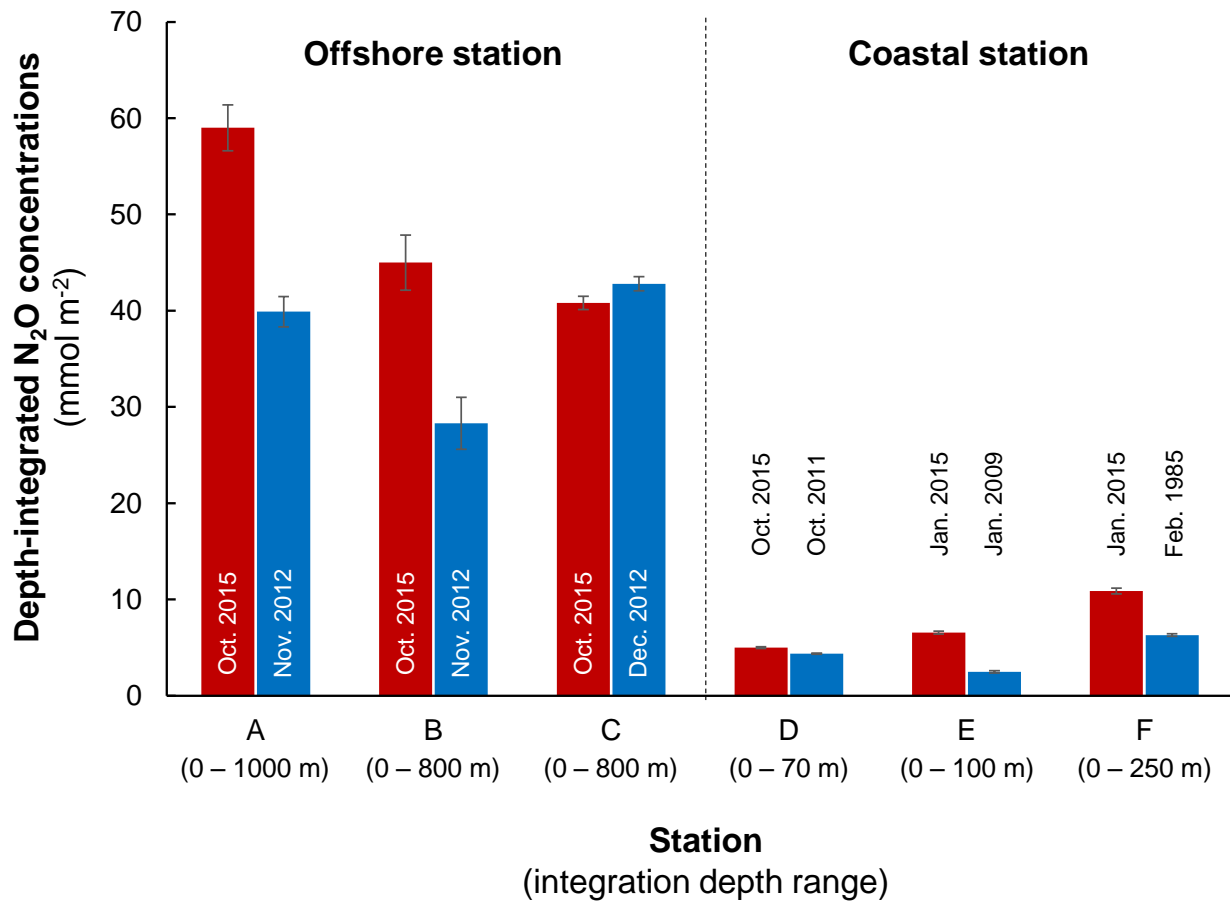 Depth-integrated N₂O concentrations
(mmol m⁻²)
70
60
50
40
30
20
10
0
Offshore station
Coastal station
Oct. 2015
Nov. 2012
Oct. 2015
Nov. 2012
Oct. 2015
Dec. 2012
Oct. 2015
Oct. 2011
Jan. 2015
Jan. 2009
Jan. 2015
Feb. 1985
A
B
C
D
E
F
(0 – 1000 m)
(0 – 800 m)
(0 – 800 m)
(0 – 70 m)
(0 – 100 m)
(0 – 250 m)
Station
(integration depth range)